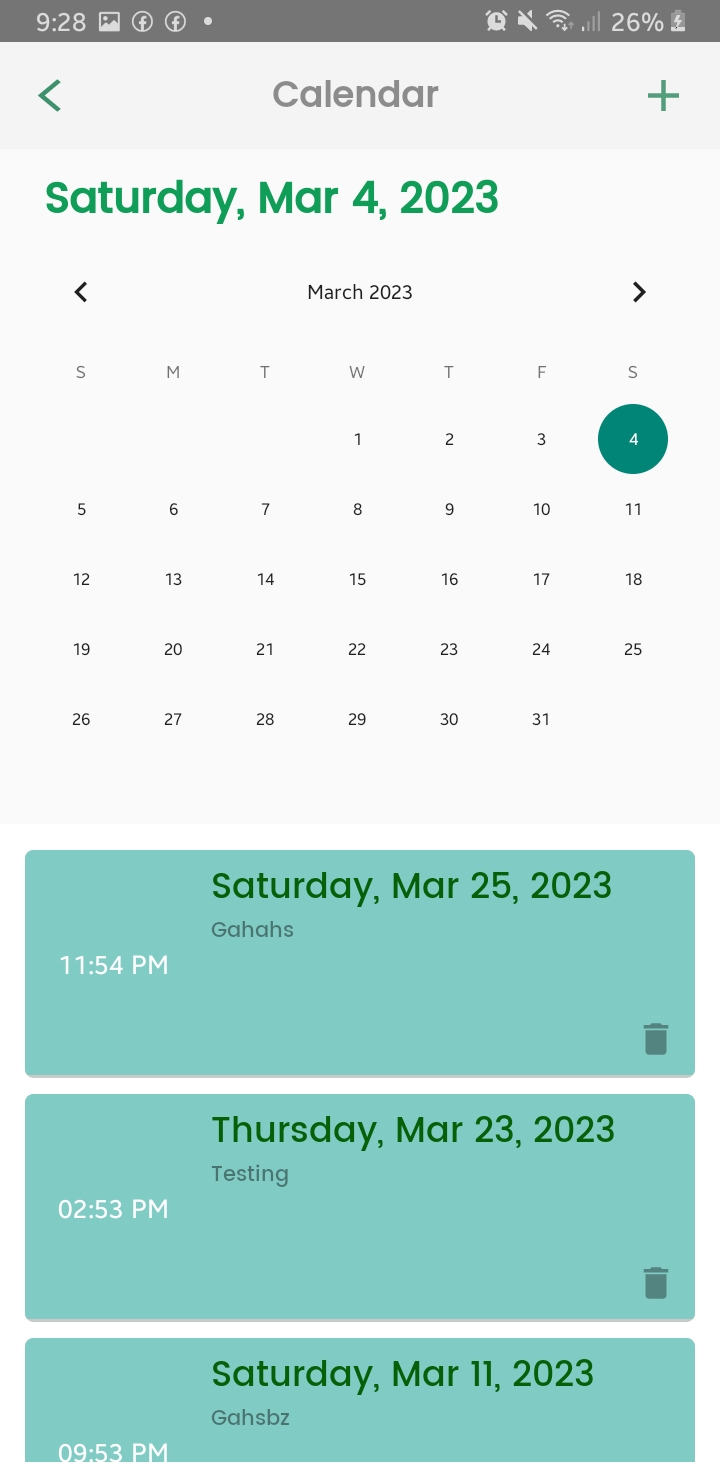 9:28 26%
Calendar
Saturday, Mar 4, 2023
March 2023
S M T W T F S
1 2 3 4
5 6 7 8 9 10 11
12 13 14 15 16 17 18
19 20 21 22 23 24 25
26 27 28 29 30 31
Saturday, Mar 25, 2023
Gahahs
11:54 PM
Thursday, Mar 23, 2023
Testing
02:53 PM
Saturday, Mar 11, 2023
Gahsbz
09:53 PM